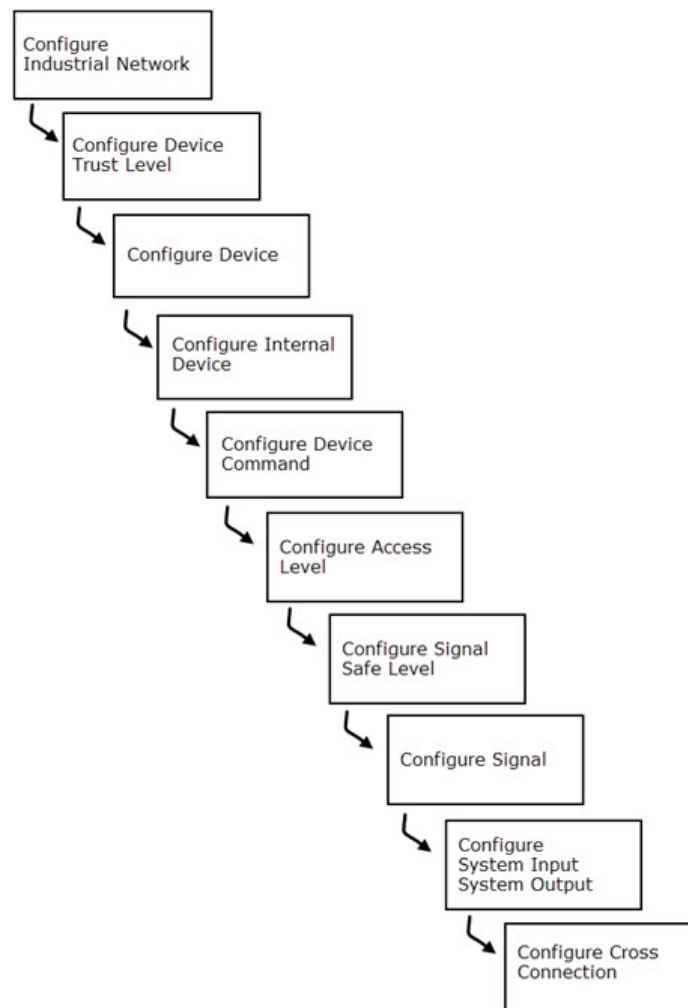 Configure
Industrial Network
Configure Device
Trust Level
Configure Device
Configure Internal
Device
Configure Device
Command
Configure Access
Level
Configure Signal
Safe Level
Configure Signal
Configure
System Input
System Output
Configure Cross
Connection